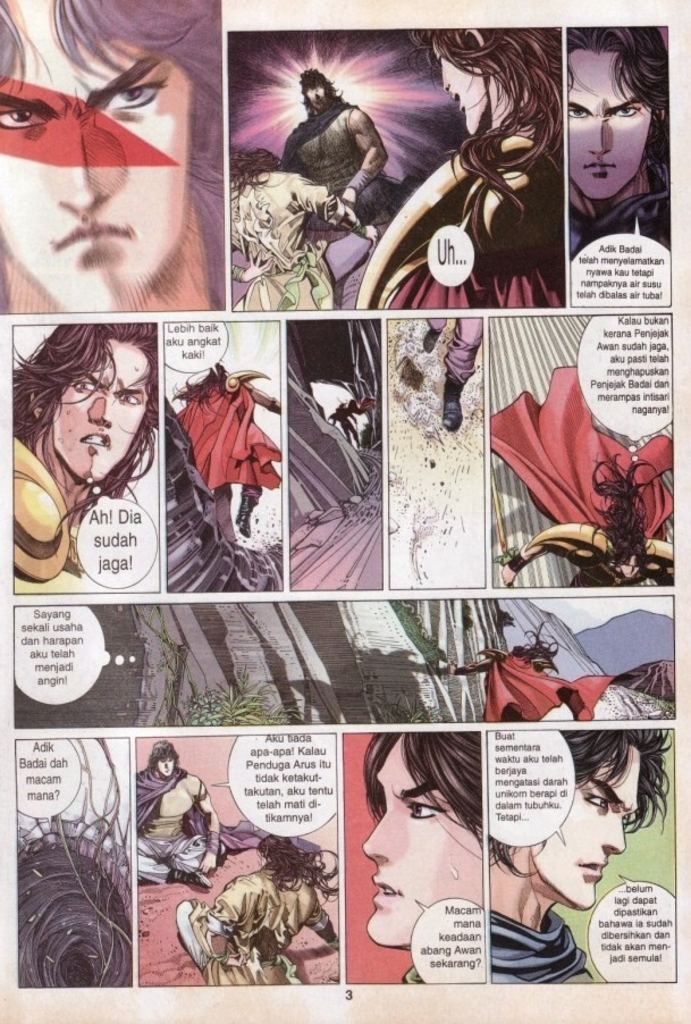 Uh...
Adik Badai
telah menyelamatkan
nyawa kau tetapi
nampaknya air susu
telah dibalas air tuba!
Ah! Dia
sudah
jaga!
Lebih baik
aku angkat
kaki!
Kalau bukan
kerana Penjejak
Awan sudah jaga,
aku pasti telah
menghapuskan
Penjejak Badai dan
merampas intisari
naganya!
Sayang
sekali usaha
dan harapan
aku telah
menjadi
angin!
Adik
Badai dah
macam
mana?
Aku tiada
apa-apa! Kalau
Penduga Arus itu
tidak ketakut-
takutan, aku tentu
telah mati di-
tikamnya!
Macam
mana
keadaan
abang Awan
sekarang?
Buat
sementara
waktu aku telah
berjaya
mengatasi darah
unikorn berapi di
dalam tubuhku.
Tetapi...
...belum
lagi dapat
dipastikan
bahawa ia sudah
dibersihkan dan
tidak akan men-
jadi semula!
3